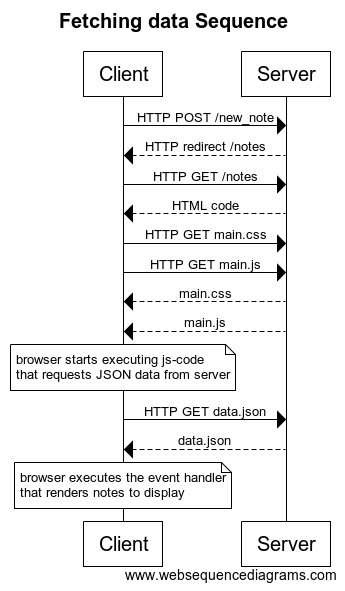 Fetching data Sequence
Client
Server
HTTP POST /new_note
HTTP redirect /notes
HTTP GET /notes
HTML code
HTTP GET main.css
HTTP GET main.js
main.css
main.js
browser starts executing js-code
that requests JSON data from server
HTTP GET data.json
data.json
browser executes the event handler
that renders notes to display
Client
Server
www.websequencediagrams.com